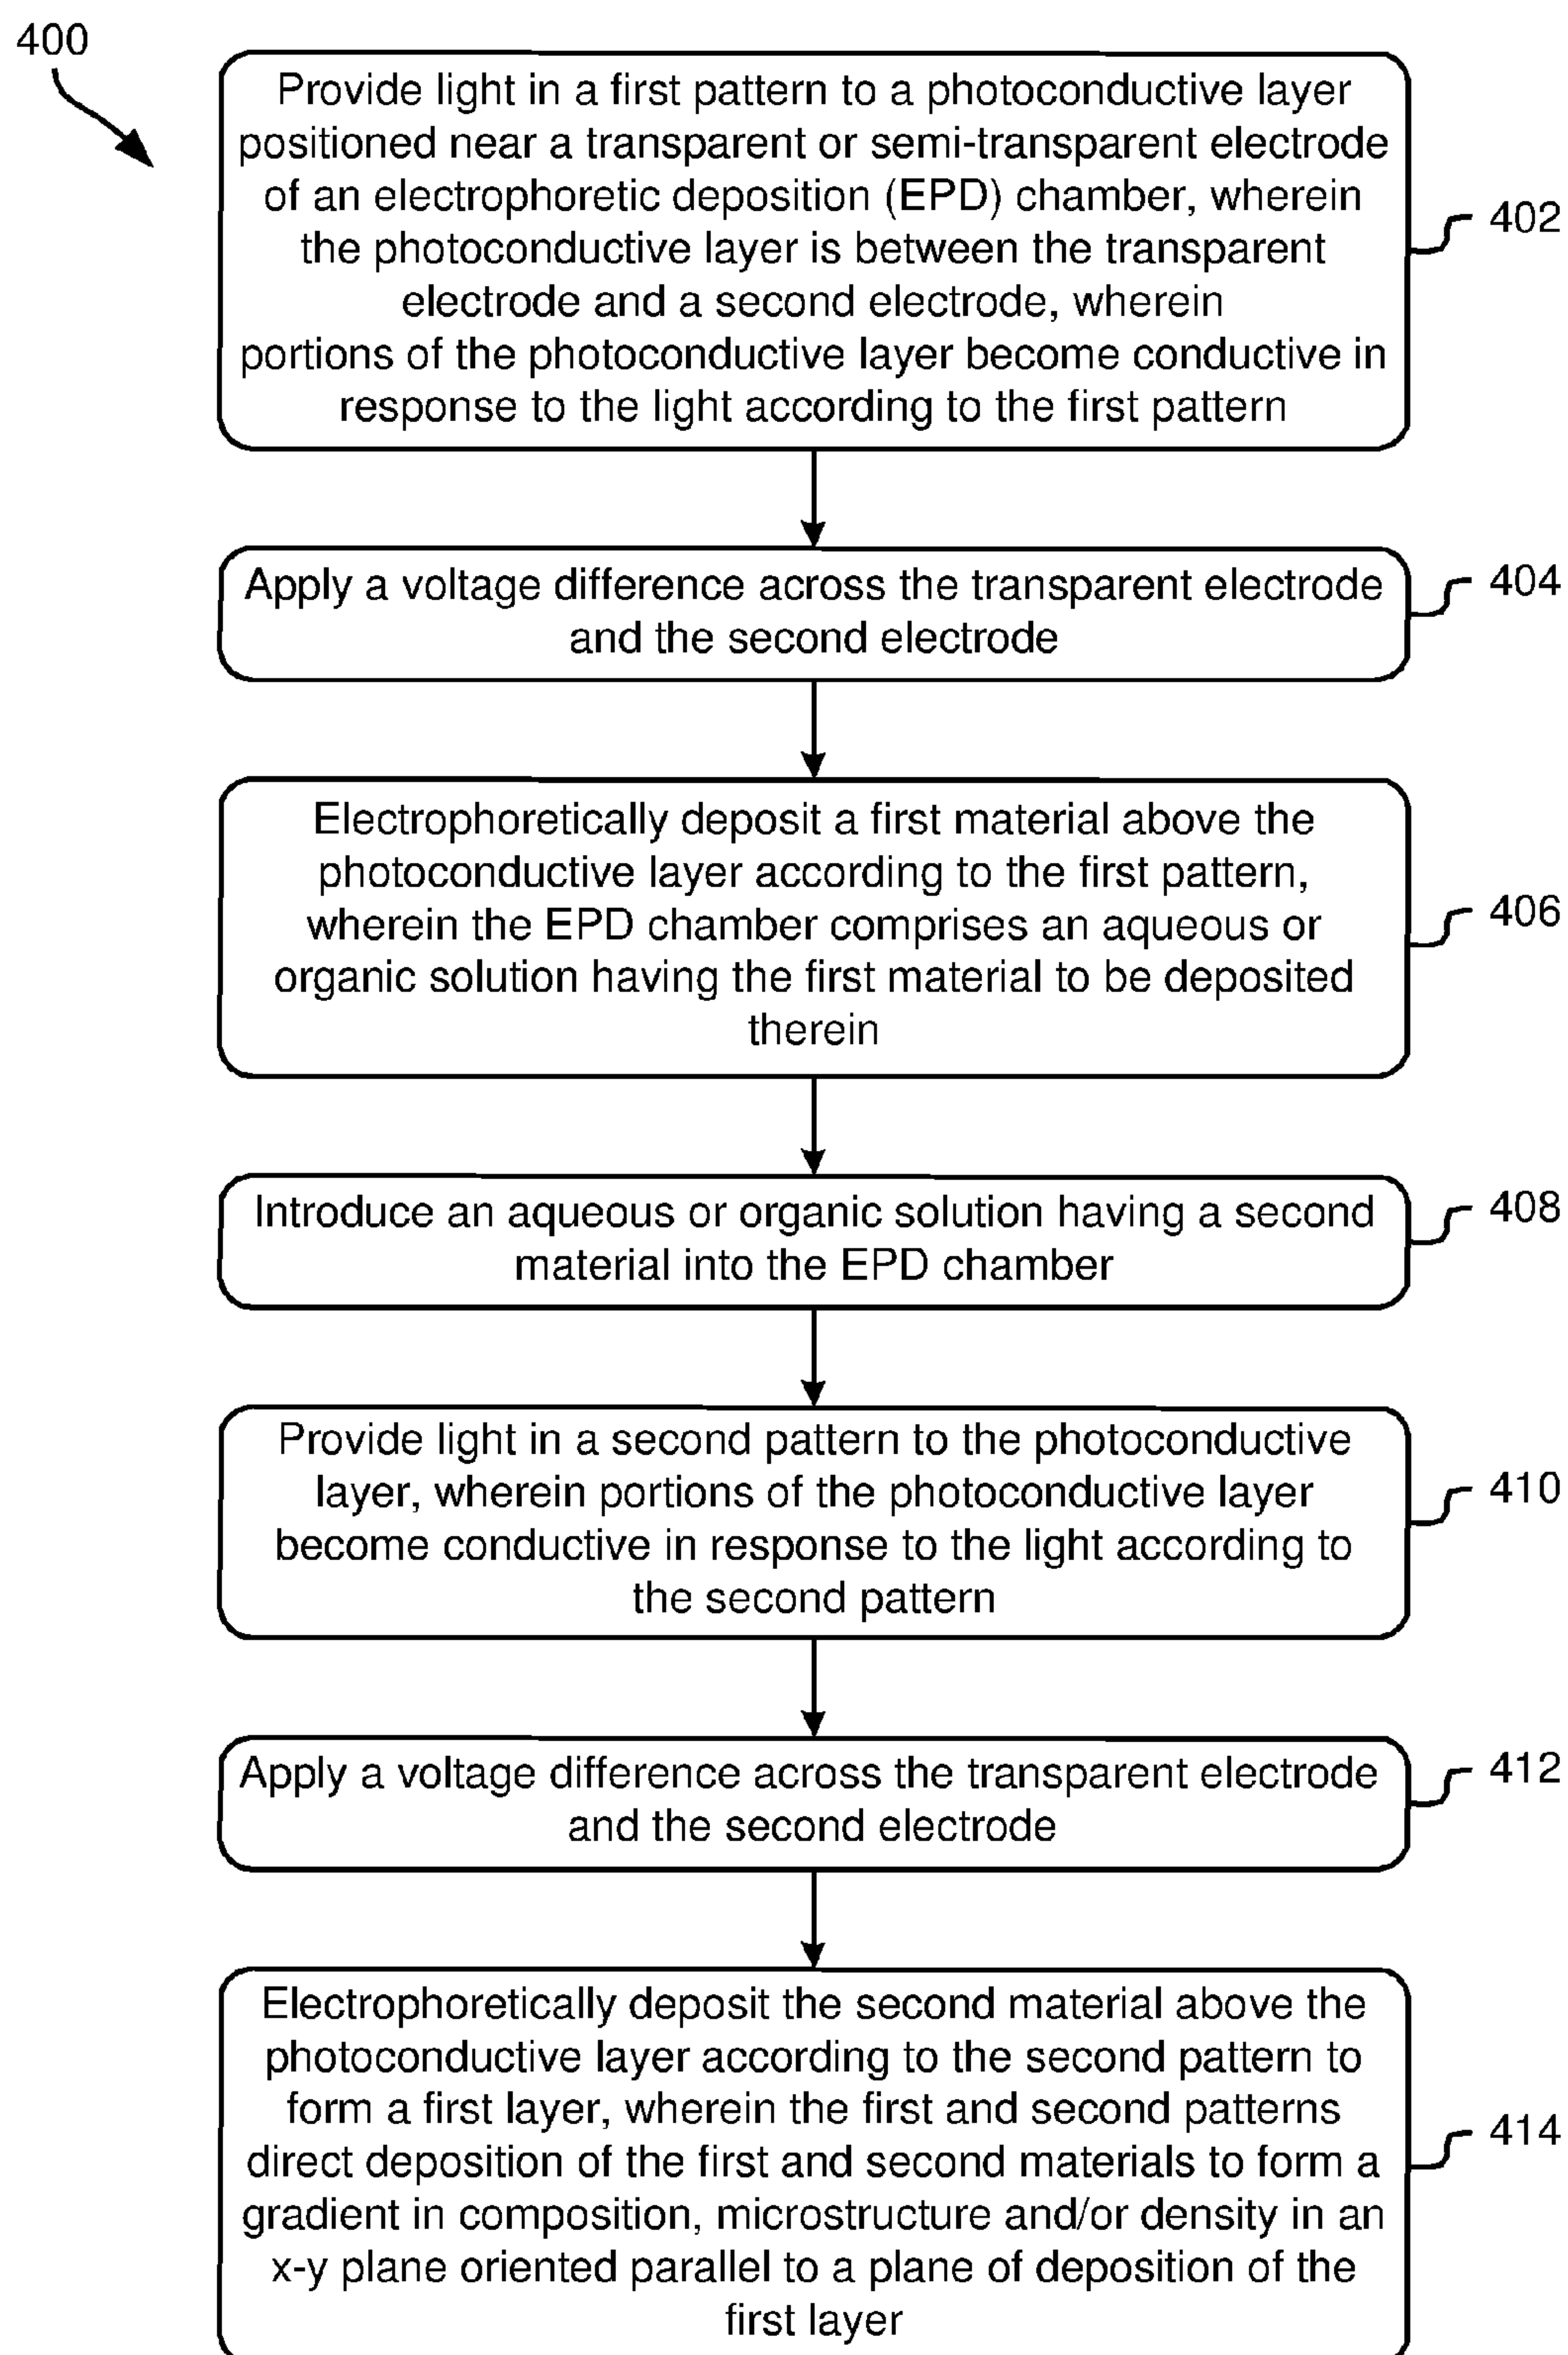 400
Provide light in a first pattern to a photoconductive layer
positioned near a transparent or semi-transparent electrode
of an electrophoretic deposition (EPD) chamber, wherein
the photoconductive layer is between the transparent
electrode and a second electrode, wherein
portions of the photoconductive layer become conductive in
response to the light according to the first pattern
402
Apply a voltage difference across the transparent electrode
and the second electrode
404
Electrophoretically deposit a first material above the
photoconductive layer according to the first pattern,
wherein the EPD chamber comprises an aqueous or
organic solution having the first material to be deposited
therein
406
Introduce an aqueous or organic solution having a second
material into the EPD chamber
408
Provide light in a second pattern to the photoconductive
layer, wherein portions of the photoconductive layer
become conductive in response to the light according to
the second pattern
410
Apply a voltage difference across the transparent electrode
and the second electrode
412
Electrophoretically deposit the second material above the
photoconductive layer according to the second pattern to
form a first layer, wherein the first and second patterns
direct deposition of the first and second materials to form a
gradient in composition, microstructure and/or density in an
x-y plane oriented parallel to a plane of deposition of the
first layer
414